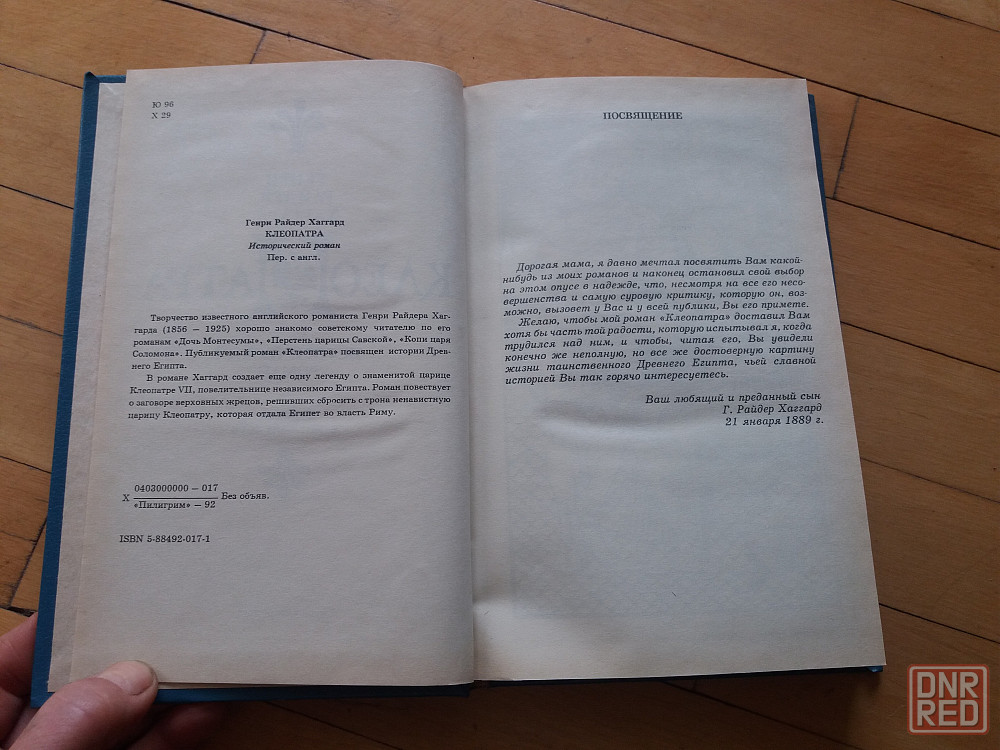 Ю 96
Х 29
Генри Райдер Хаггард
КЛЕОПАТРА
Исторический роман
Пер. с англ.
Творчество известного английского романиста Генри Райдера Хаг-
гарда (1856 — 1925) хорошо знакомо советскому читателю по его
романам «Дочь Монтесумы», «Перстень царицы Савской», «Копи царя
Соломона». Публикуемый роман «Клеопатра» посвящен истории Древ-
него Египта.
В романе Хаггард создает еще одну легенду о знаменитой царице
Клеопатре VII, повелительнице независимого Египта. Роман повествует
о заговоре верховных жрецов, решивших сбросить с трона ненавистную
царицу Клеопатру, которая отдала Египет во власть Риму.
Х 0403000000 — 017
«Пилигрим» — 92 Без объяв.
ISBN 5-88492-017-1
ПОСВЯЩЕНИЕ
Дорогая мама, я давно мечтал посвятить Вам какой-
нибудь из моих романов и наконец остановил свой выбор
на этом опусе в надежде, что, несмотря на все его несо-
вершенства и самую суровую критику, которую он, воз-
можно, вызовет у Вас и у всей публики, Вы его примете.
Желаю, чтобы мой роман «Клеопатра» доставил Вам
хотя бы часть той радости, которую испытывал я, когда
трудился над ним, и чтобы, читая его, Вы увидели
конечно же неполную, но все же достоверную картину
жизни таинственного Древнего Египта, чьей славной
историей Вы так горячо интересуетесь.
Ваш любящий и преданный сын
Г. Райдер Хаггард
21 января 1889 г.
DNR
RED